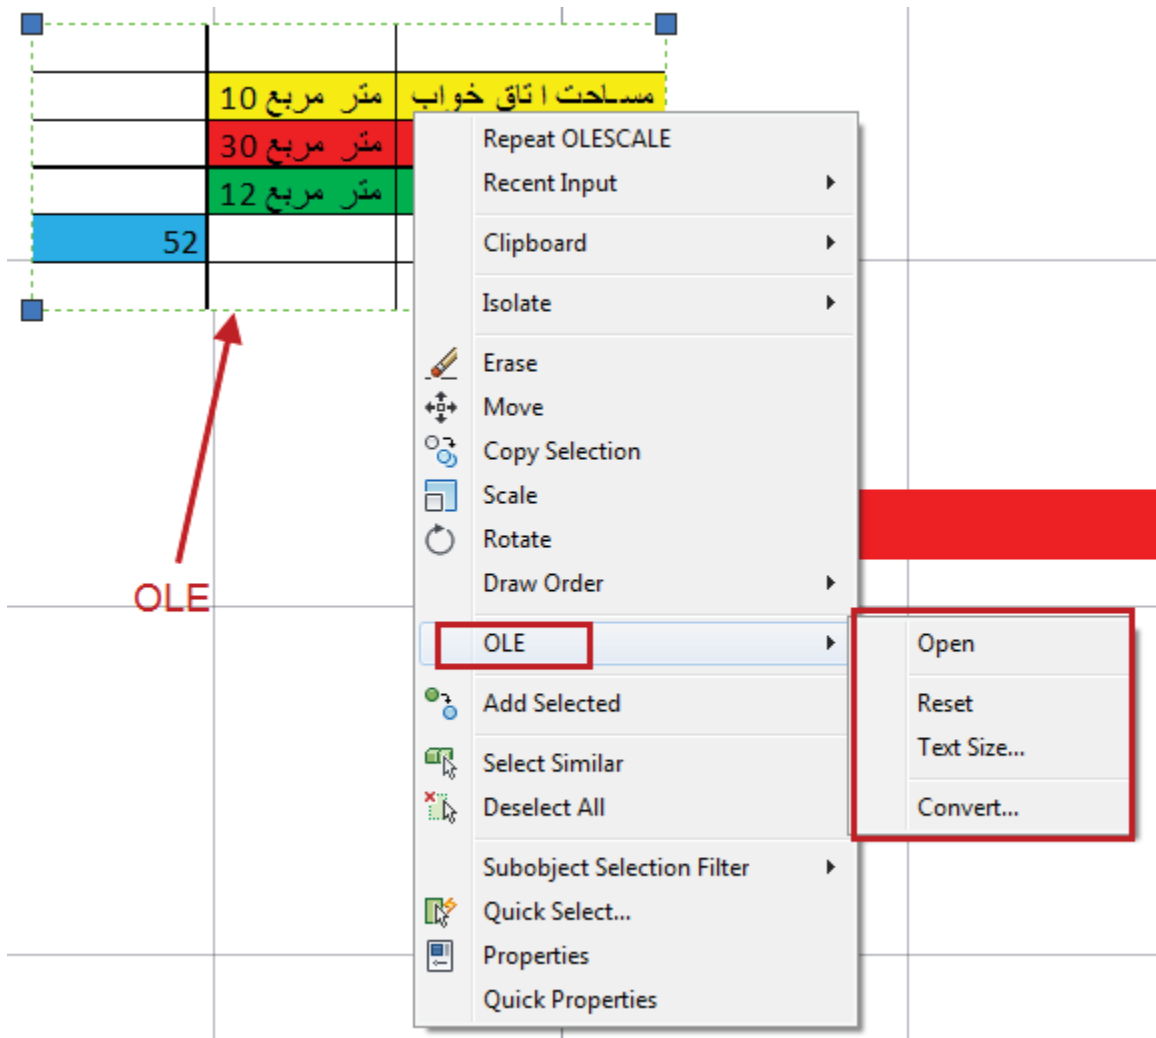 مساحت اتاق خواب متر مربع 10
متر مربع 30
متر مربع 12
52
OLE
Repeat OLESCALE
Recent Input
Clipboard
Isolate
Erase
Move
Copy Selection
Scale
Rotate
Draw Order
OLE
Open
Reset
Text Size...
Convert...
Add Selected
Select Similar
Deselect All
Subobject Selection Filter
Quick Select...
Properties
Quick Properties